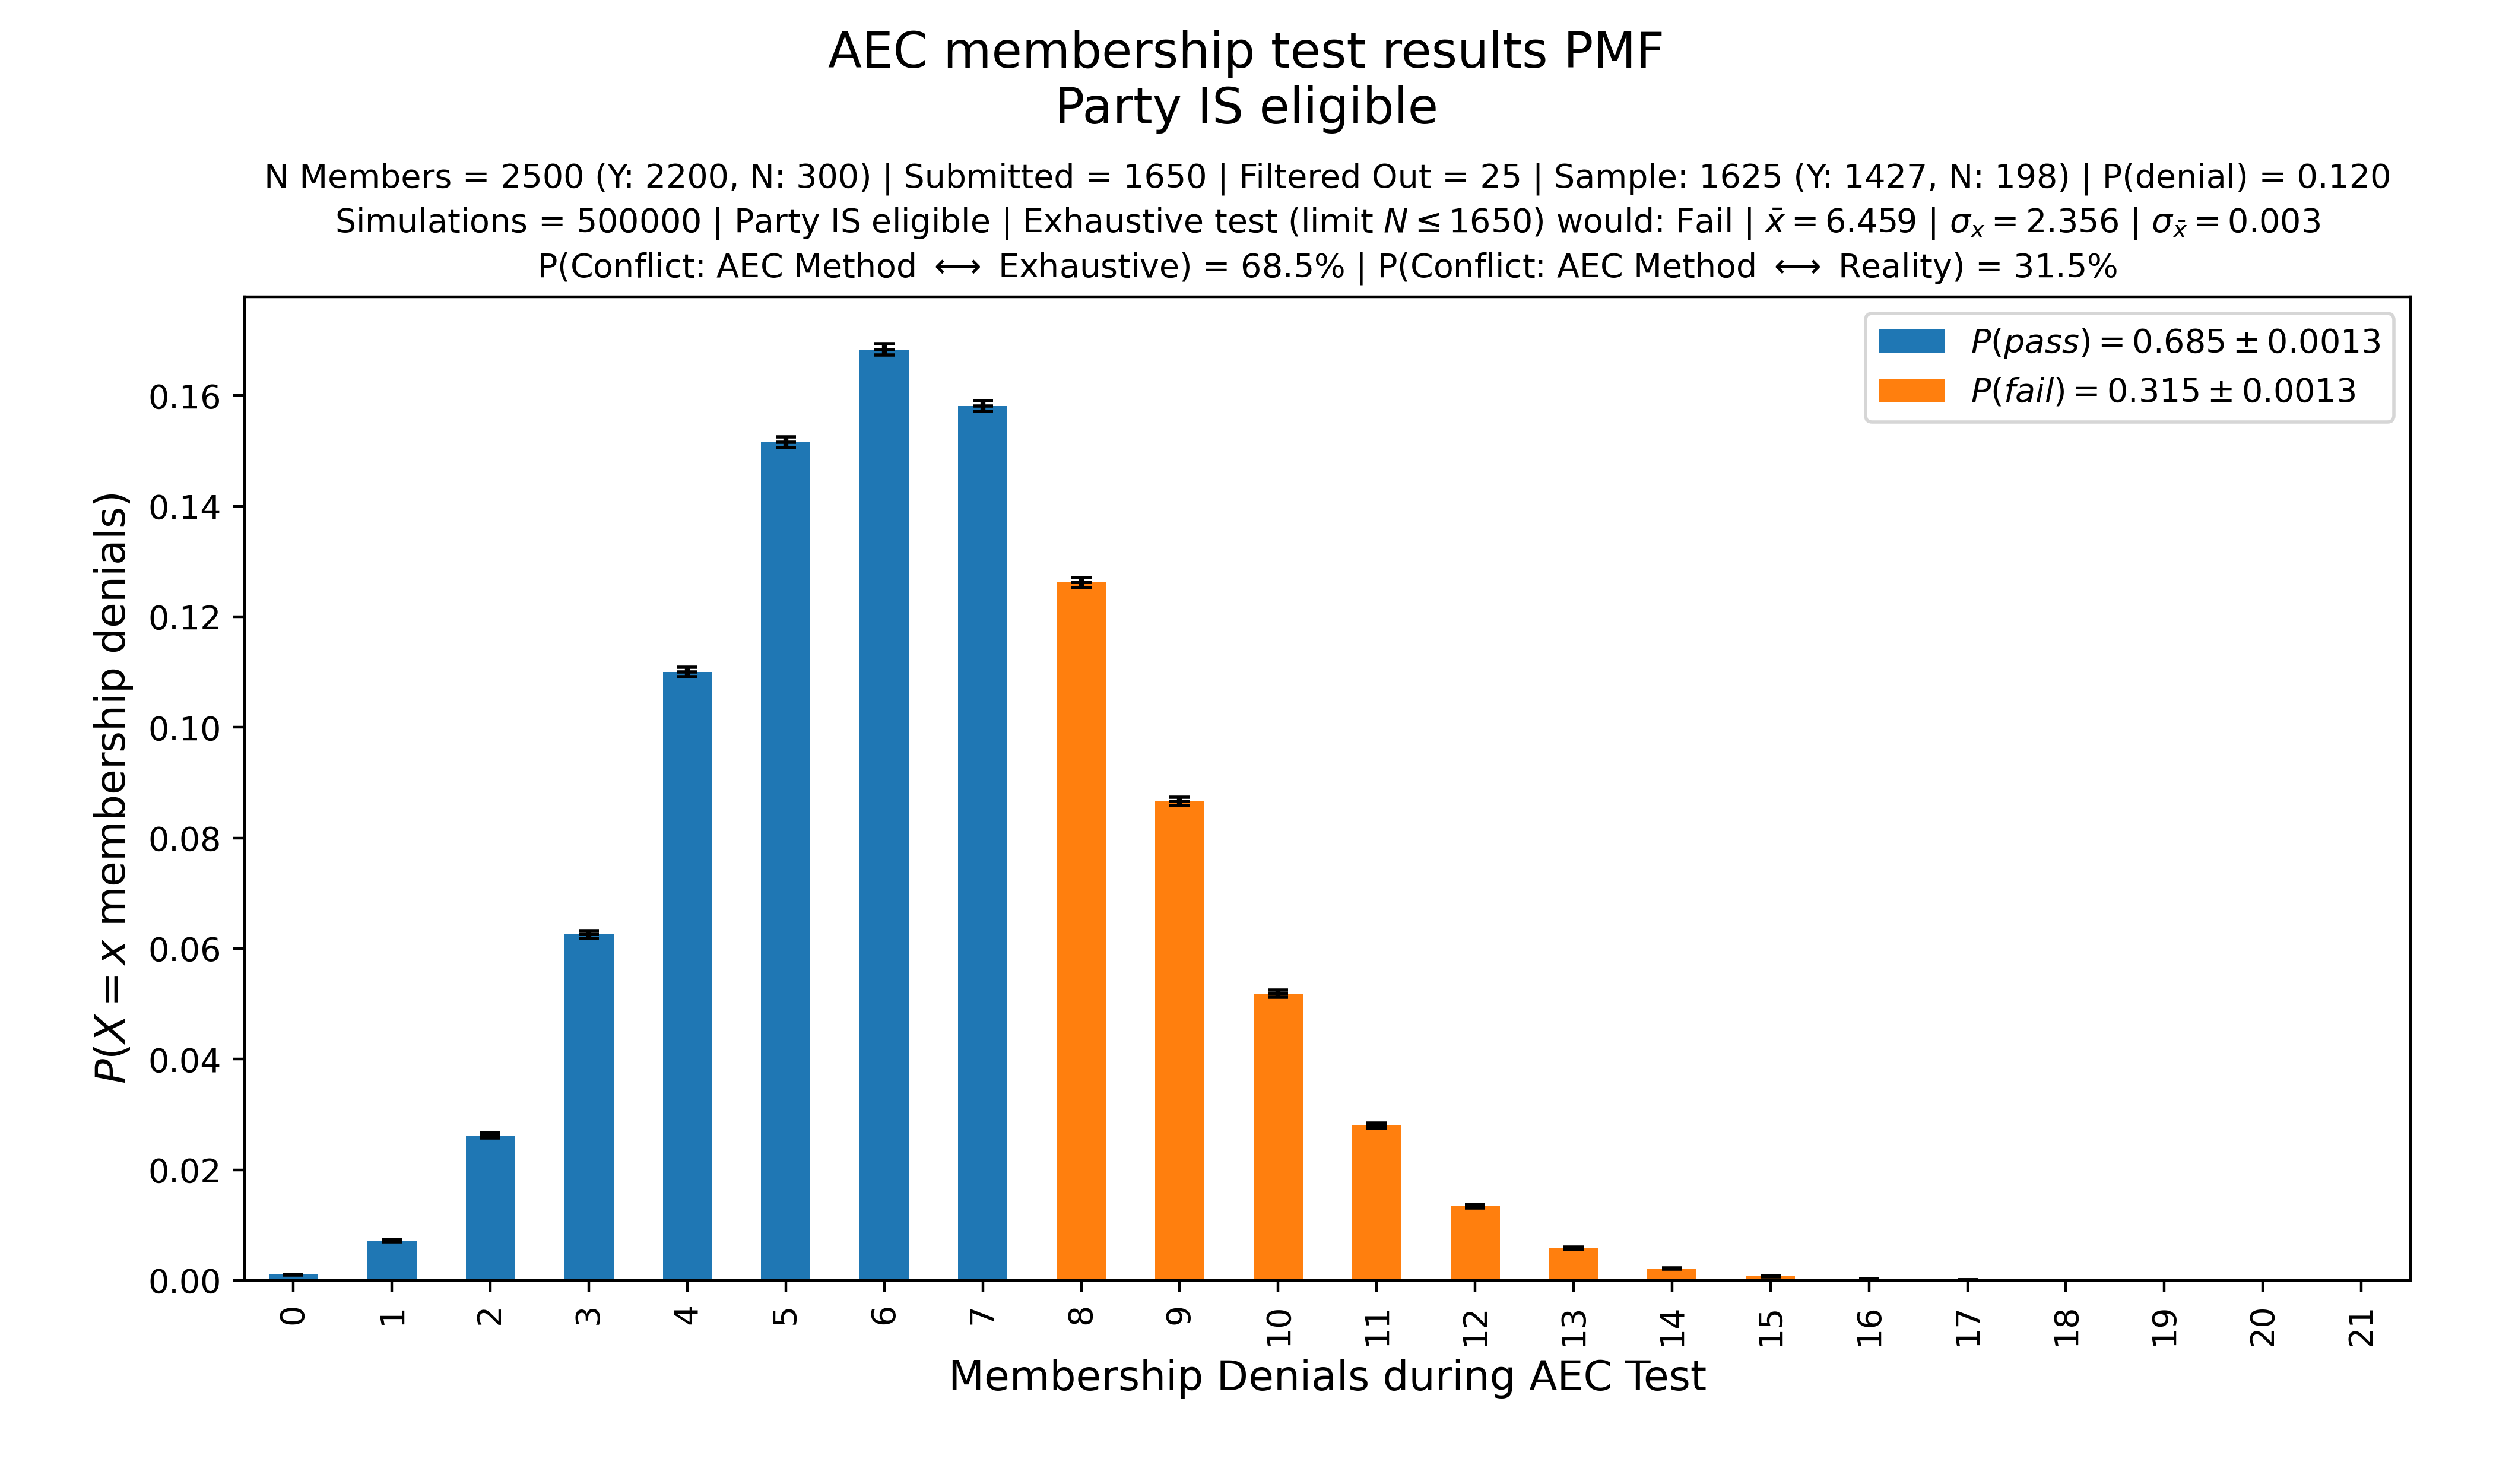 AEC membership test results PMF
Party IS eligible
N Members = 2500 (Y: 2200, N: 300) | Submitted = 1650 | Filtered Out = 25 | Sample: 1625 (Y: 1427, N: 198) | P(denial) = 0.120
Simulations = 500000 | Party IS eligible | Exhaustive test (limit N ≤ 1650) would: Fail | x̄ = 6.459 | σₓ = 2.356 | σ_x̄ = 0.003
P(Conflict: AEC Method ⟷ Exhaustive) = 68.5% | P(Conflict: AEC Method ⟷ Reality) = 31.5%
P(pass) = 0.685 ± 0.0013
P(fail) = 0.315 ± 0.0013
P(X = x membership denials)
0.16
0.14
0.12
0.10
0.08
0.06
0.04
0.02
0.00
0 1 2 3 4 5 6 7 8 9 10 11 12 13 14 15 16 17 18 19 20 21
Membership Denials during AEC Test